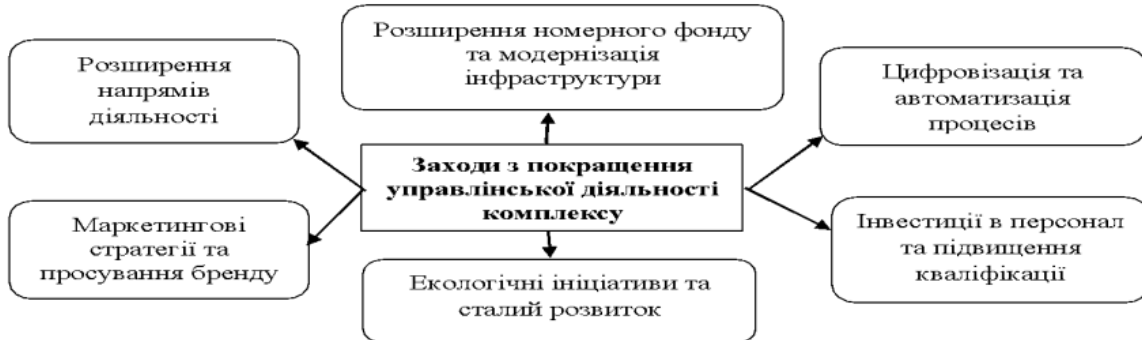 Розширення номерного фонду
та модернізація
інфраструктури
Розширення
напрямів
діяльності
Цифровізація та
автоматизація
процесів
Заходи з покращення
управлінської діяльності
комплексу
Маркетингові
стратегії та
просування бренду
Інвестиції в персонал
та підвищення
кваліфікації
Екологічні ініціативи та
сталий розвиток